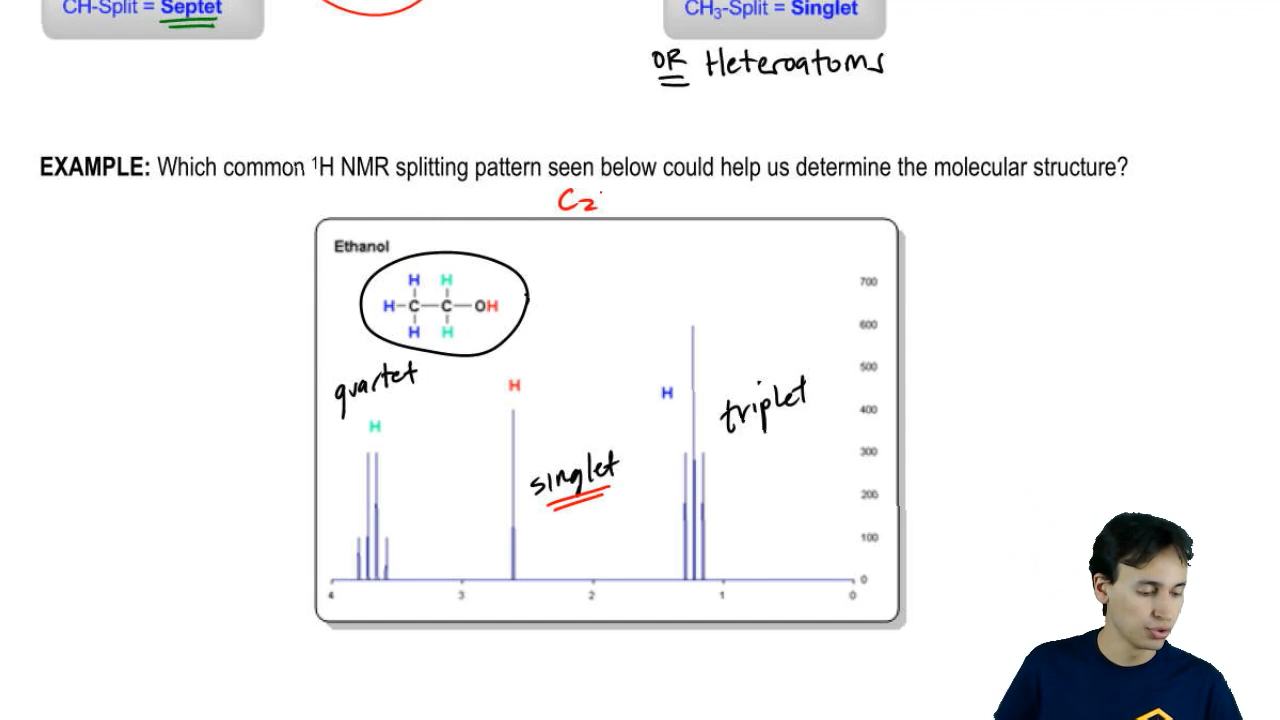 CH-Split = Septet
CH₃-Split = Singlet
OR Heteroatoms
EXAMPLE: Which common ¹H NMR splitting pattern seen below could help us determine the molecular structure?
C₂
Ethanol
H H
H-C-C-OH
H H
quartet
H
H
singlet
H
triplet
700
600
500
400
300
200
100
0
4 3 2 1 0